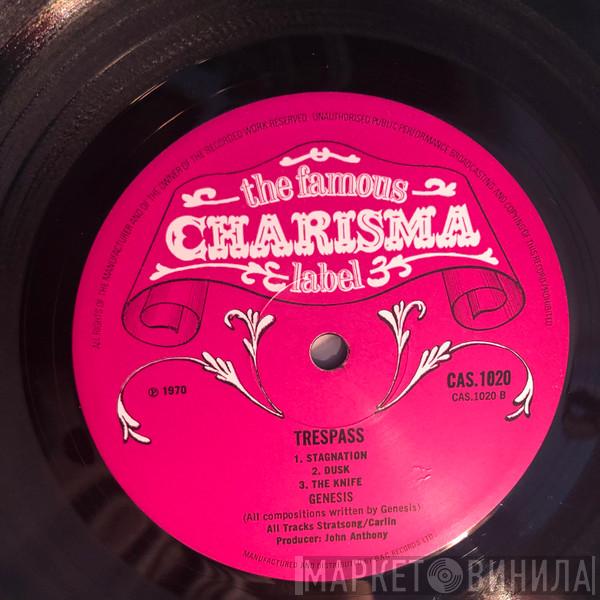 ALL RIGHTS OF THE MANUFACTURER AND OF THE OWNER OF THE RECORDED WORK RESERVED. UNAUTHORISED PUBLIC PERFORMANCE BROADCASTING AND COPYING OF THIS RECORD PROHIBITED
the famous
CHARISMA
label
℗ 1970
CAS.1020
CAS.1020 B
TRESPASS
1. STAGNATION
2. DUSK
3. THE KNIFE
GENESIS
(All compositions written by Genesis)
All Tracks Stratsong/Carlin
Producer: John Anthony
MANUFACTURED AND DISTRIBUTED B&C RECORDS LTD.
МАРКЕТ ВИНИЛА